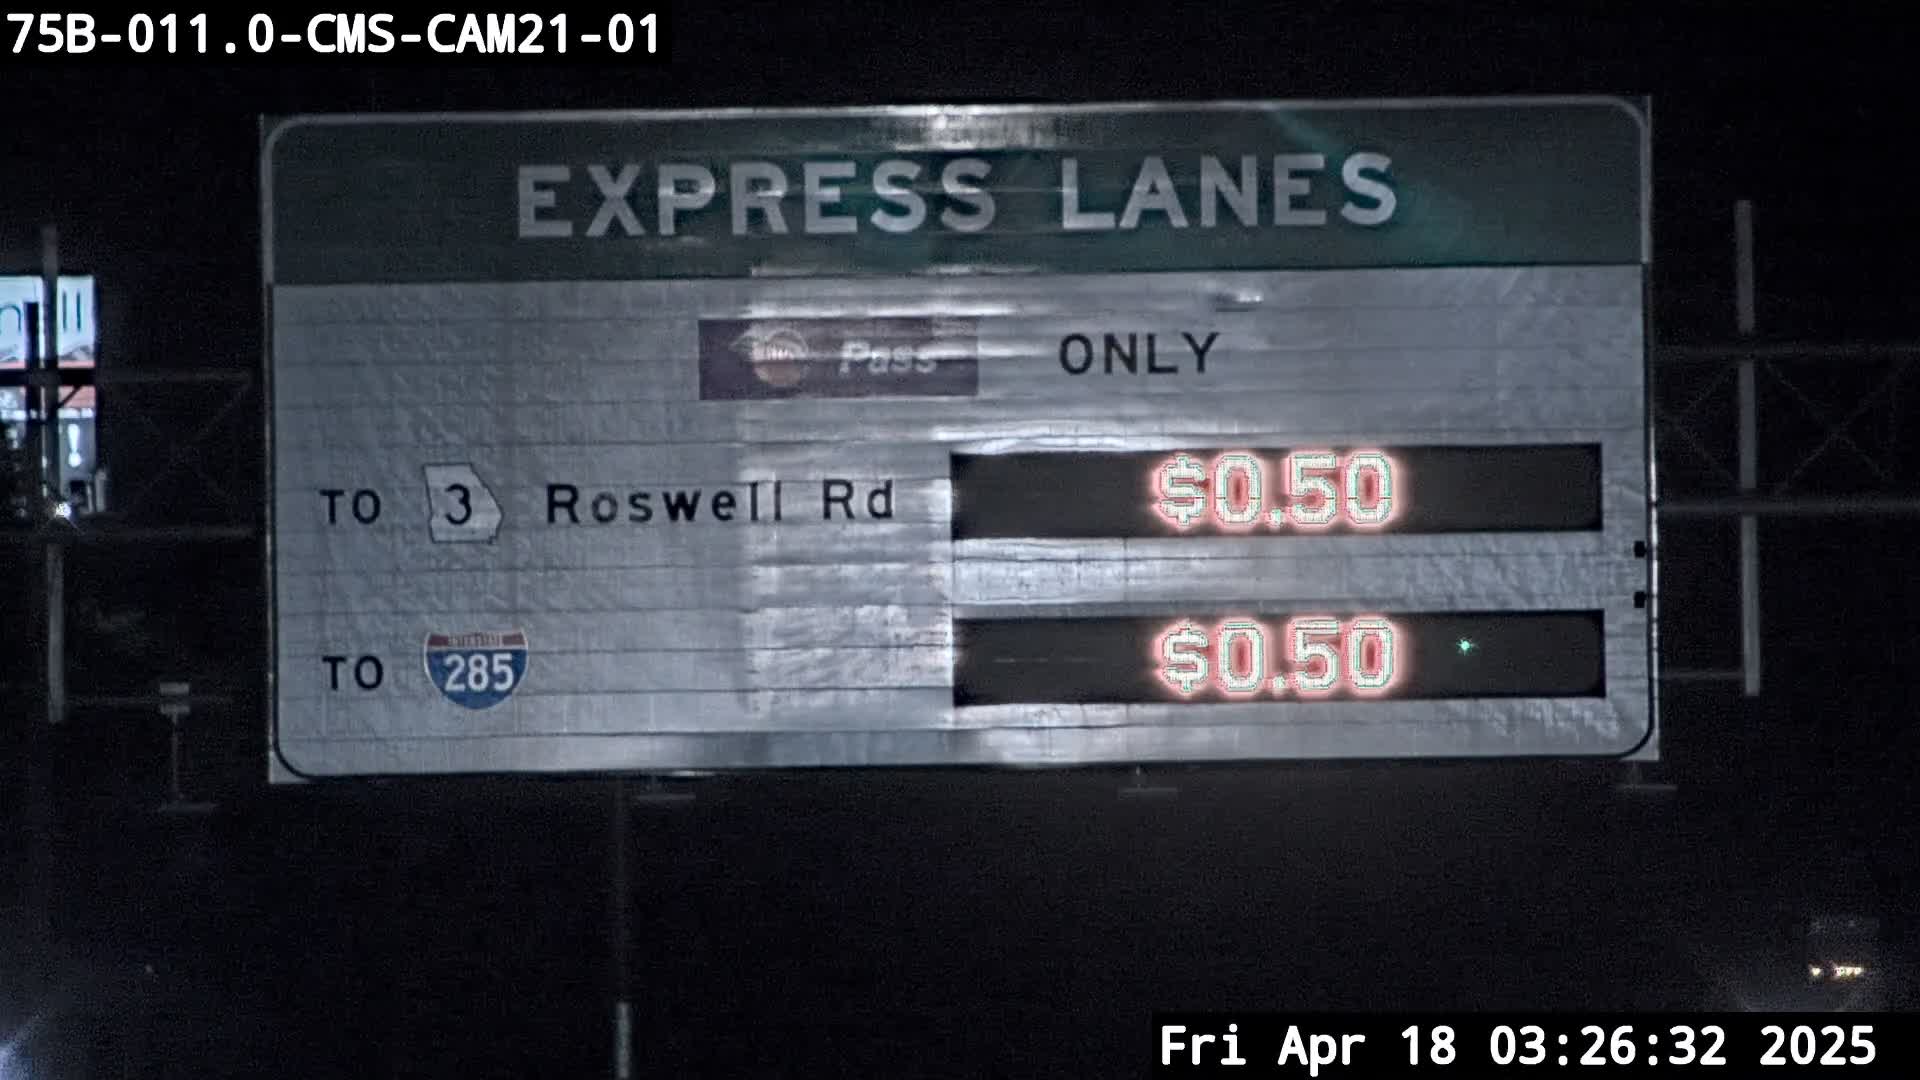 75B-011.0-CMS-CAM21-01
EXPRESS LANES
Pass ONLY
TO 3 Roswell Rd $0.50
TO 285 $0.50
Fri Apr 18 03:26:32 2025